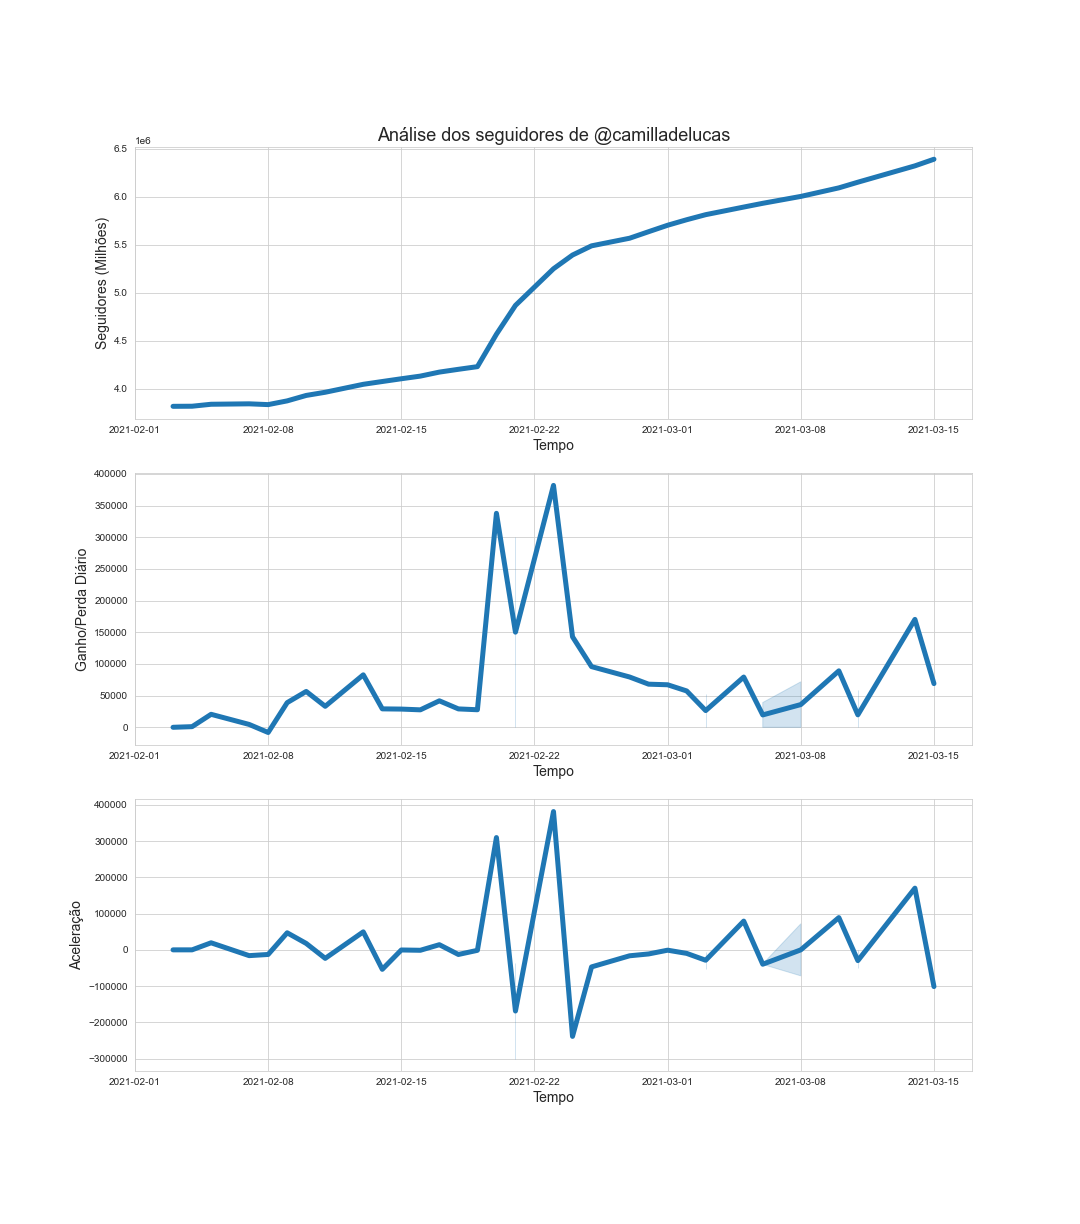 Análise dos seguidores de @camilladelucas
1e6
6.5
6.0
5.5
5.0
4.5
4.0
Seguidores (Milhões)
2021-02-01 2021-02-08 2021-02-15 2021-02-22 2021-03-01 2021-03-08 2021-03-15
Tempo
400000
350000
300000
250000
200000
150000
100000
50000
0
Ganho/Perda Diário
2021-02-01 2021-02-08 2021-02-15 2021-02-22 2021-03-01 2021-03-08 2021-03-15
Tempo
400000
300000
200000
100000
0
−100000
−200000
−300000
Aceleração
2021-02-01 2021-02-08 2021-02-15 2021-02-22 2021-03-01 2021-03-08 2021-03-15
Tempo